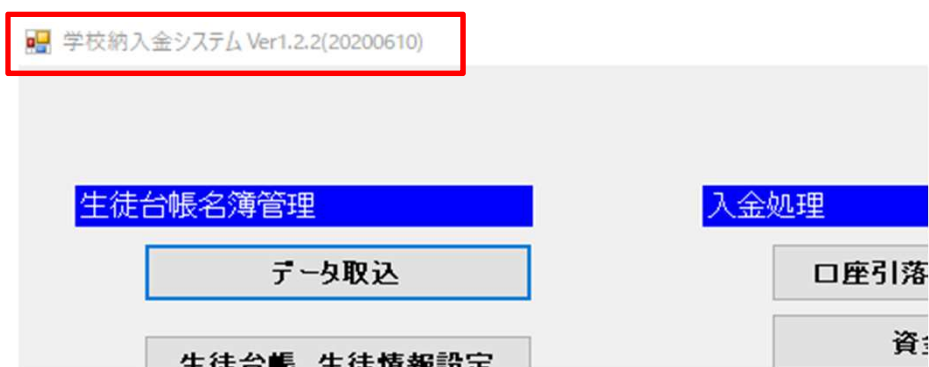 学校納入金システム Ver1.2.2(20200610)
生徒台帳名簿管理
入金処理
データ取込
口座引落
生徒台帳 生徒情報設定
資